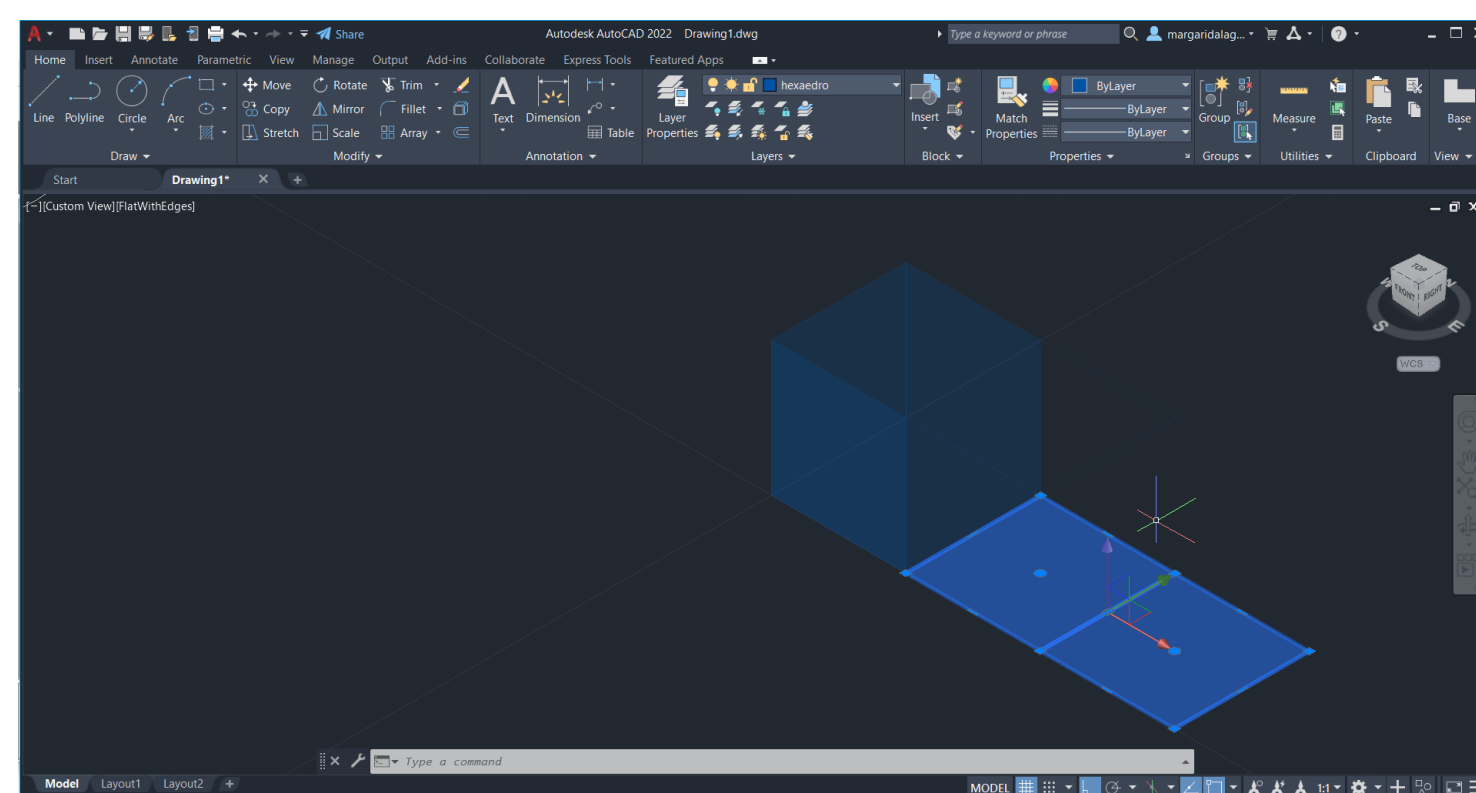 A Share Autodesk AutoCAD 2022 Drawing1.dwg Type a keyword or phrase margaridalag...
Home Insert Annotate Parametric View Manage Output Add-ins Collaborate Express Tools Featured Apps
Line Polyline Circle Arc
Move Rotate Trim
Copy Mirror Fillet
Stretch Scale Array
A Text Dimension Table
Layer Properties hexaedro
Insert
Match Properties ByLayer
ByLayer
ByLayer
Group Measure Paste Base
Draw Modify Annotation Layers Block Properties Groups Utilities Clipboard View
Start Drawing1* +
[−][Custom View][FlatWithEdges]
TOP
FRONT RIGHT
S E
WCS
Type a command
Model Layout1 Layout2 +
MODEL 1:1